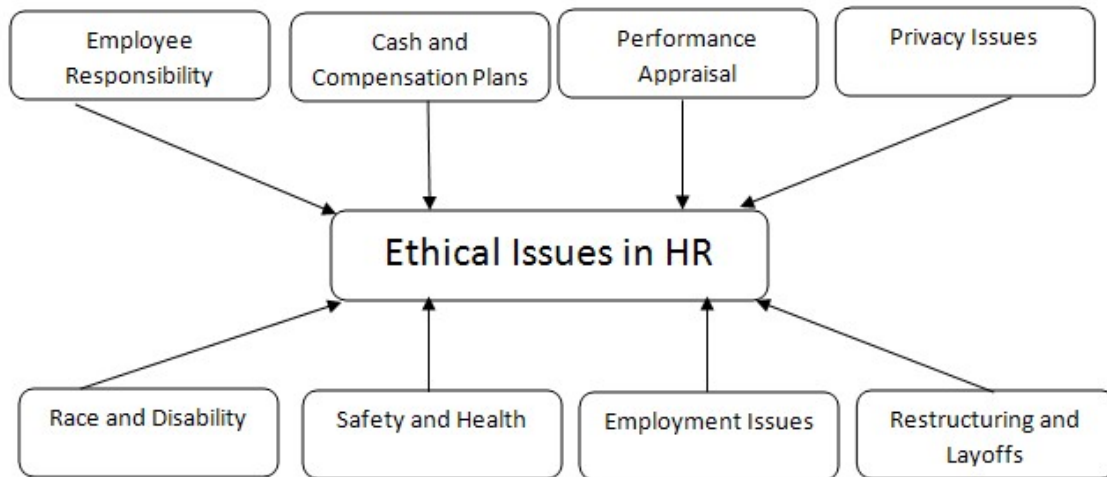 Employee
Responsibility
Cash and
Compensation Plans
Performance
Appraisal
Privacy Issues
Ethical Issues in HR
Race and Disability
Safety and Health
Employment Issues
Restructuring and
Layoffs